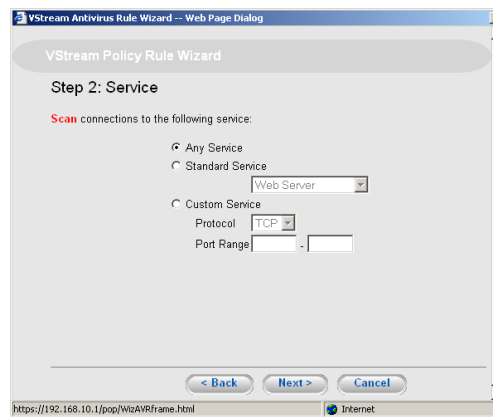 VStream Antivirus Rule Wizard -- Web Page Dialog
VStream Policy Rule Wizard
Step 2: Service
Scan connections to the following service:
Any Service
Standard Service
Web Server
Custom Service
Protocol TCP
Port Range -
< Back Next > Cancel
https://192.168.10.1/pop/WizAVRframe.html Internet